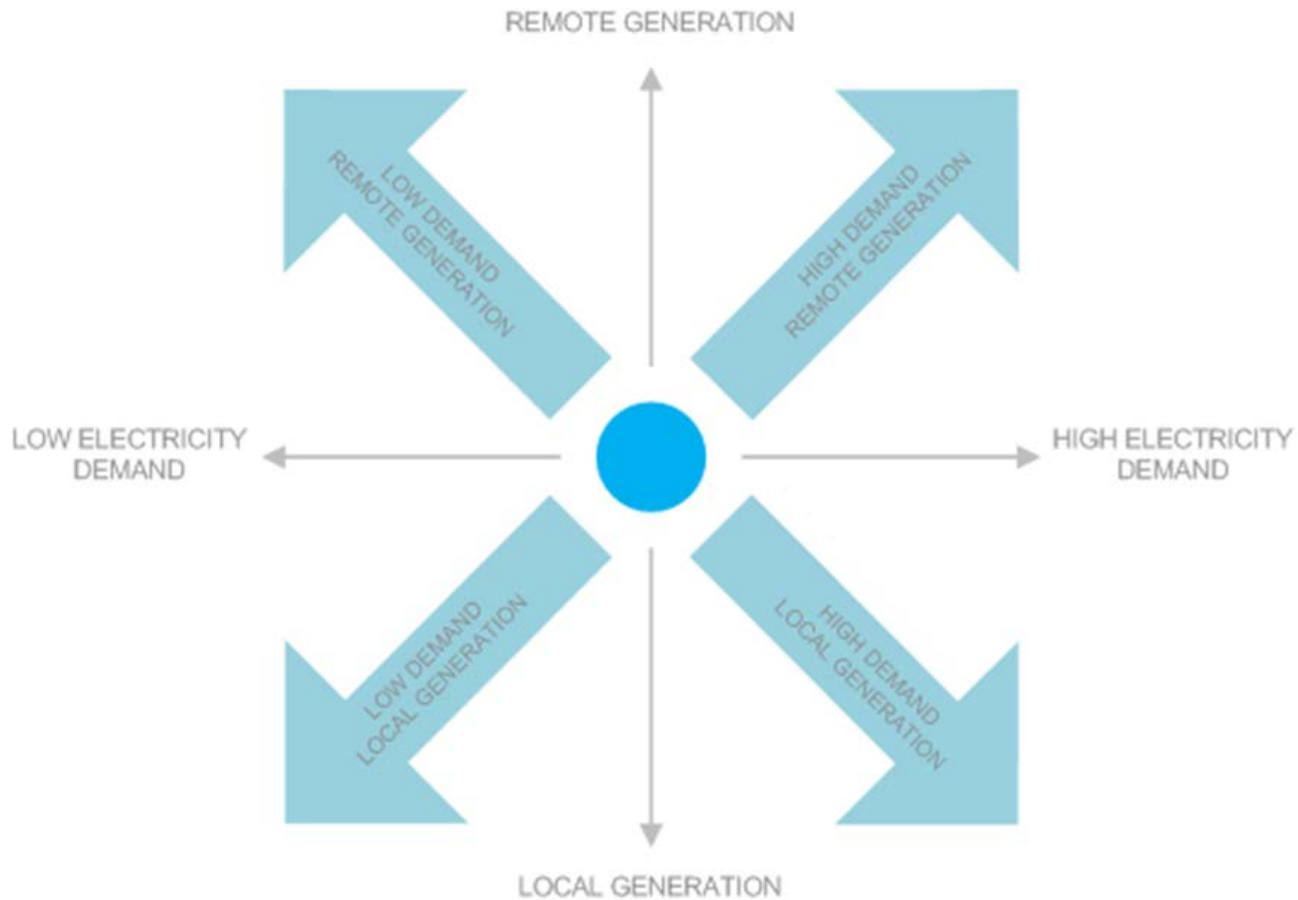 REMOTE GENERATION
LOW DEMAND
REMOTE GENERATION
HIGH DEMAND
REMOTE GENERATION
LOW ELECTRICITY
DEMAND
HIGH ELECTRICITY
DEMAND
LOW DEMAND
LOCAL GENERATION
HIGH DEMAND
LOCAL GENERATION
LOCAL GENERATION